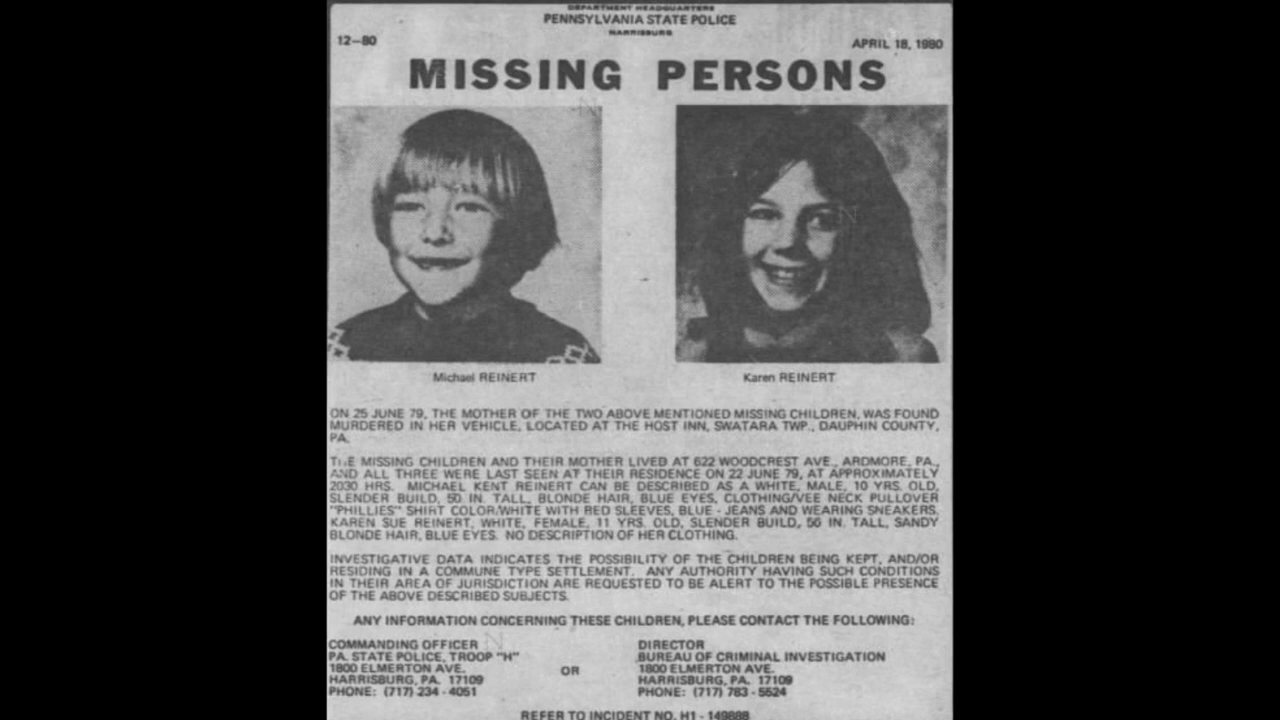 DEPARTMENT HEADQUARTERS
PENNSYLVANIA STATE POLICE
HARRISBURG
12-80
APRIL 18, 1980
MISSING PERSONS
Michael REINERT
Karen REINERT
ON 25 JUNE 79, THE MOTHER OF THE TWO ABOVE MENTIONED MISSING CHILDREN, WAS FOUND
MURDERED IN HER VEHICLE, LOCATED AT THE HOST INN, SWATARA TWP., DAUPHIN COUNTY,
PA.
THE MISSING CHILDREN AND THEIR MOTHER LIVED AT 622 WOODCREST AVE., ARDMORE, PA.,
AND ALL THREE WERE LAST SEEN AT THEIR RESIDENCE ON 22 JUNE 79, AT APPROXIMATELY
2030 HRS. MICHAEL KENT REINERT CAN BE DESCRIBED AS A WHITE, MALE, 10 YRS. OLD,
SLENDER BUILD, 50 IN. TALL, BLONDE HAIR, BLUE EYES, CLOTHING/VEE NECK PULLOVER
"PHILLIES" SHIRT COLOR/WHITE WITH RED SLEEVES, BLUE - JEANS AND WEARING SNEAKERS.
KAREN SUE REINERT, WHITE, FEMALE, 11 YRS. OLD, SLENDER BUILD, 50 IN. TALL, SANDY
BLONDE HAIR, BLUE EYES. NO DESCRIPTION OF HER CLOTHING.
INVESTIGATIVE DATA INDICATES THE POSSIBILITY OF THE CHILDREN BEING KEPT, AND/OR
RESIDING IN A COMMUNE TYPE SETTLEMENT. ANY AUTHORITY HAVING SUCH CONDITIONS
IN THEIR AREA OF JURISDICTION ARE REQUESTED TO BE ALERT TO THE POSSIBLE PRESENCE
OF THE ABOVE DESCRIBED SUBJECTS.
ANY INFORMATION CONCERNING THESE CHILDREN, PLEASE CONTACT THE FOLLOWING:
COMMANDING OFFICER
PA. STATE POLICE, TROOP "H"
1800 ELMERTON AVE.
HARRISBURG, PA. 17109
PHONE: (717) 234 - 4051
OR
DIRECTOR
BUREAU OF CRIMINAL INVESTIGATION
1800 ELMERTON AVE.
HARRISBURG, PA. 17109
PHONE: (717) 783 - 5524
REFER TO INCIDENT NO. H1 - 149888